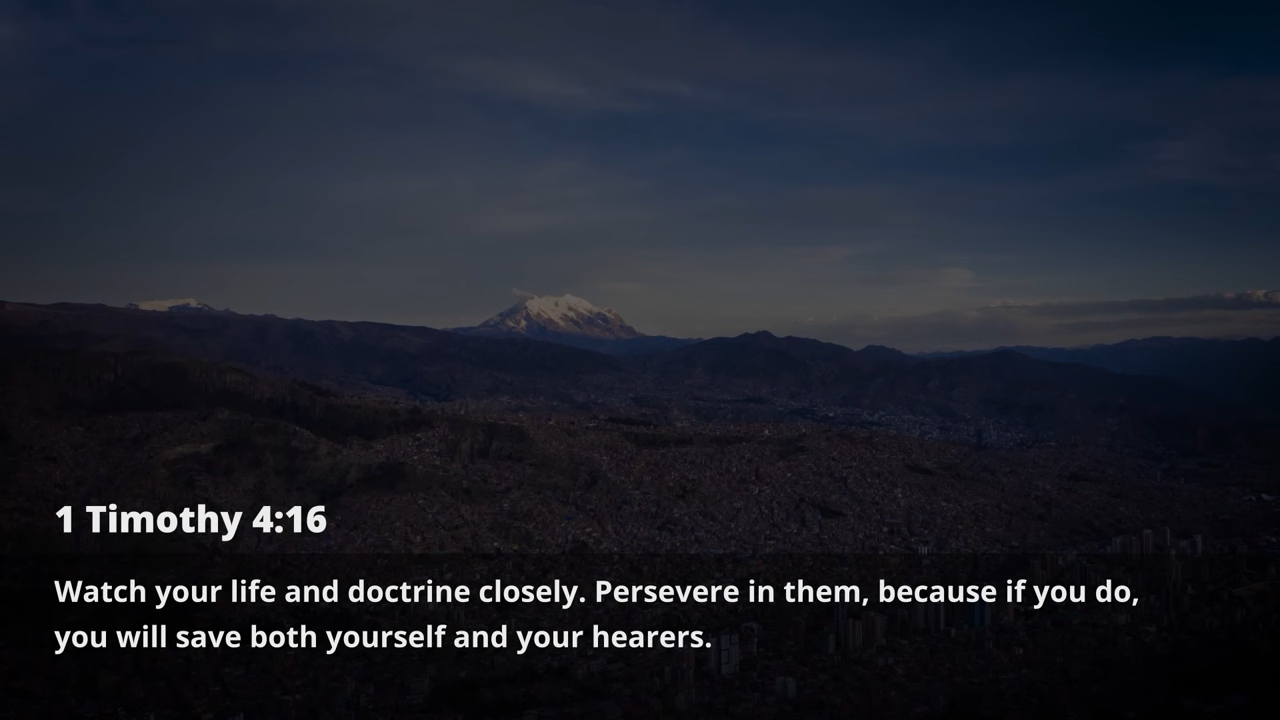 1 Timothy 4:16
Watch your life and doctrine closely. Persevere in them, because if you do,
you will save both yourself and your hearers.